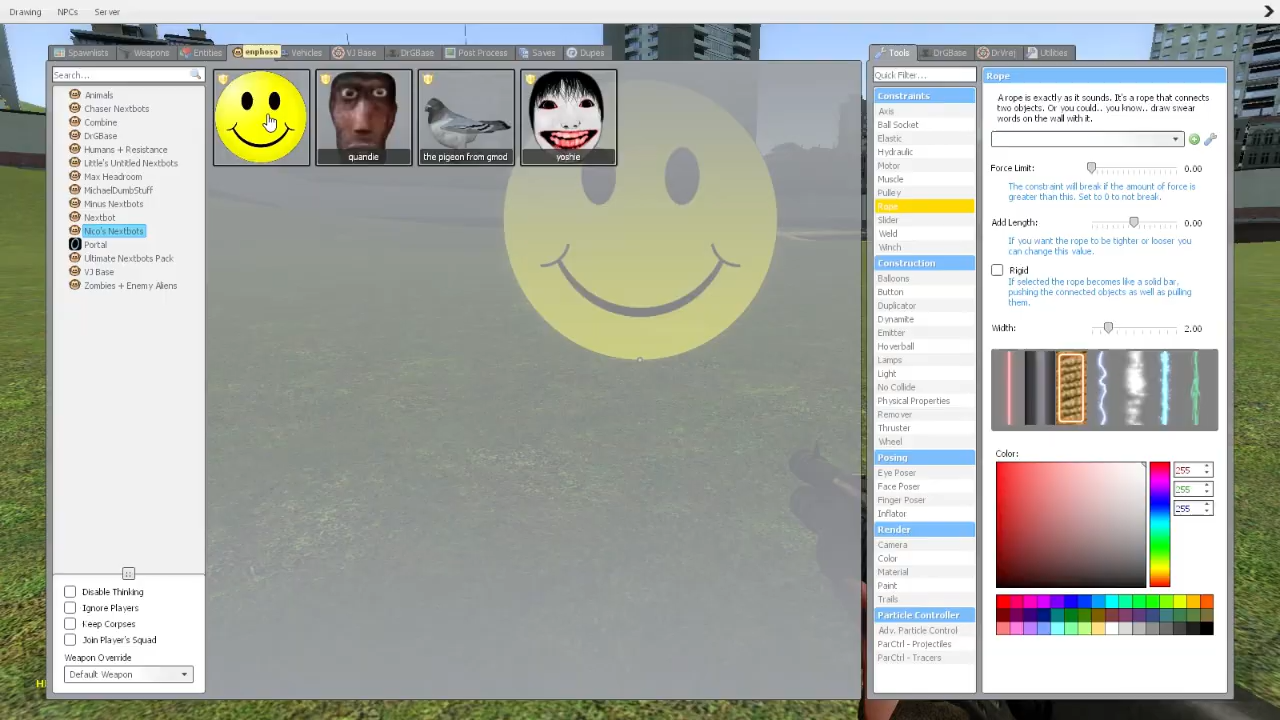 Drawing NPCs Server
Spawnlists Weapons Entities enphoso Vehicles VJ Base DrGBase Post Process Saves Dupes
Search...
Animals
Chaser Nextbots
Combine
DrGBase
Humans + Resistance
Little's Untitled Nextbots
Max Headroom
MichaelDumbStuff
Minus Nextbots
Nextbot
Nico's Nextbots
Portal
Ultimate Nextbots Pack
VJ Base
Zombies + Enemy Aliens
quandle
the pigeon from gmod
yoshie
Disable Thinking
Ignore Players
Keep Corpses
Join Player's Squad
Weapon Override
Default Weapon
Tools DrGBase DrVrej Utilities
Quick Filter...
Constraints
Axis
Ball Socket
Elastic
Hydraulic
Motor
Muscle
Pulley
Rope
Slider
Weld
Winch
Construction
Balloons
Button
Duplicator
Dynamite
Emitter
Hoverball
Lamps
Light
No Collide
Physical Properties
Remover
Thruster
Wheel
Posing
Eye Poser
Face Poser
Finger Poser
Inflator
Render
Camera
Color
Material
Paint
Trails
Particle Controller
Adv. Particle Control
ParCtrl - Projectiles
ParCtrl - Tracers
Rope
A rope is exactly as it sounds. It's a rope that connects
two objects. Or you could.. you know.. draw swear
words on the wall with it.
Force Limit: 0.00
The constraint will break if the amount of force is
greater than this. Set to 0 to not break.
Add Length: 0.00
If you want the rope to be tighter or looser you
can change this value.
Rigid
If selected the rope becomes like a solid bar,
pushing the connected objects as well as pulling
them.
Width: 2.00
Color:
255
255
255